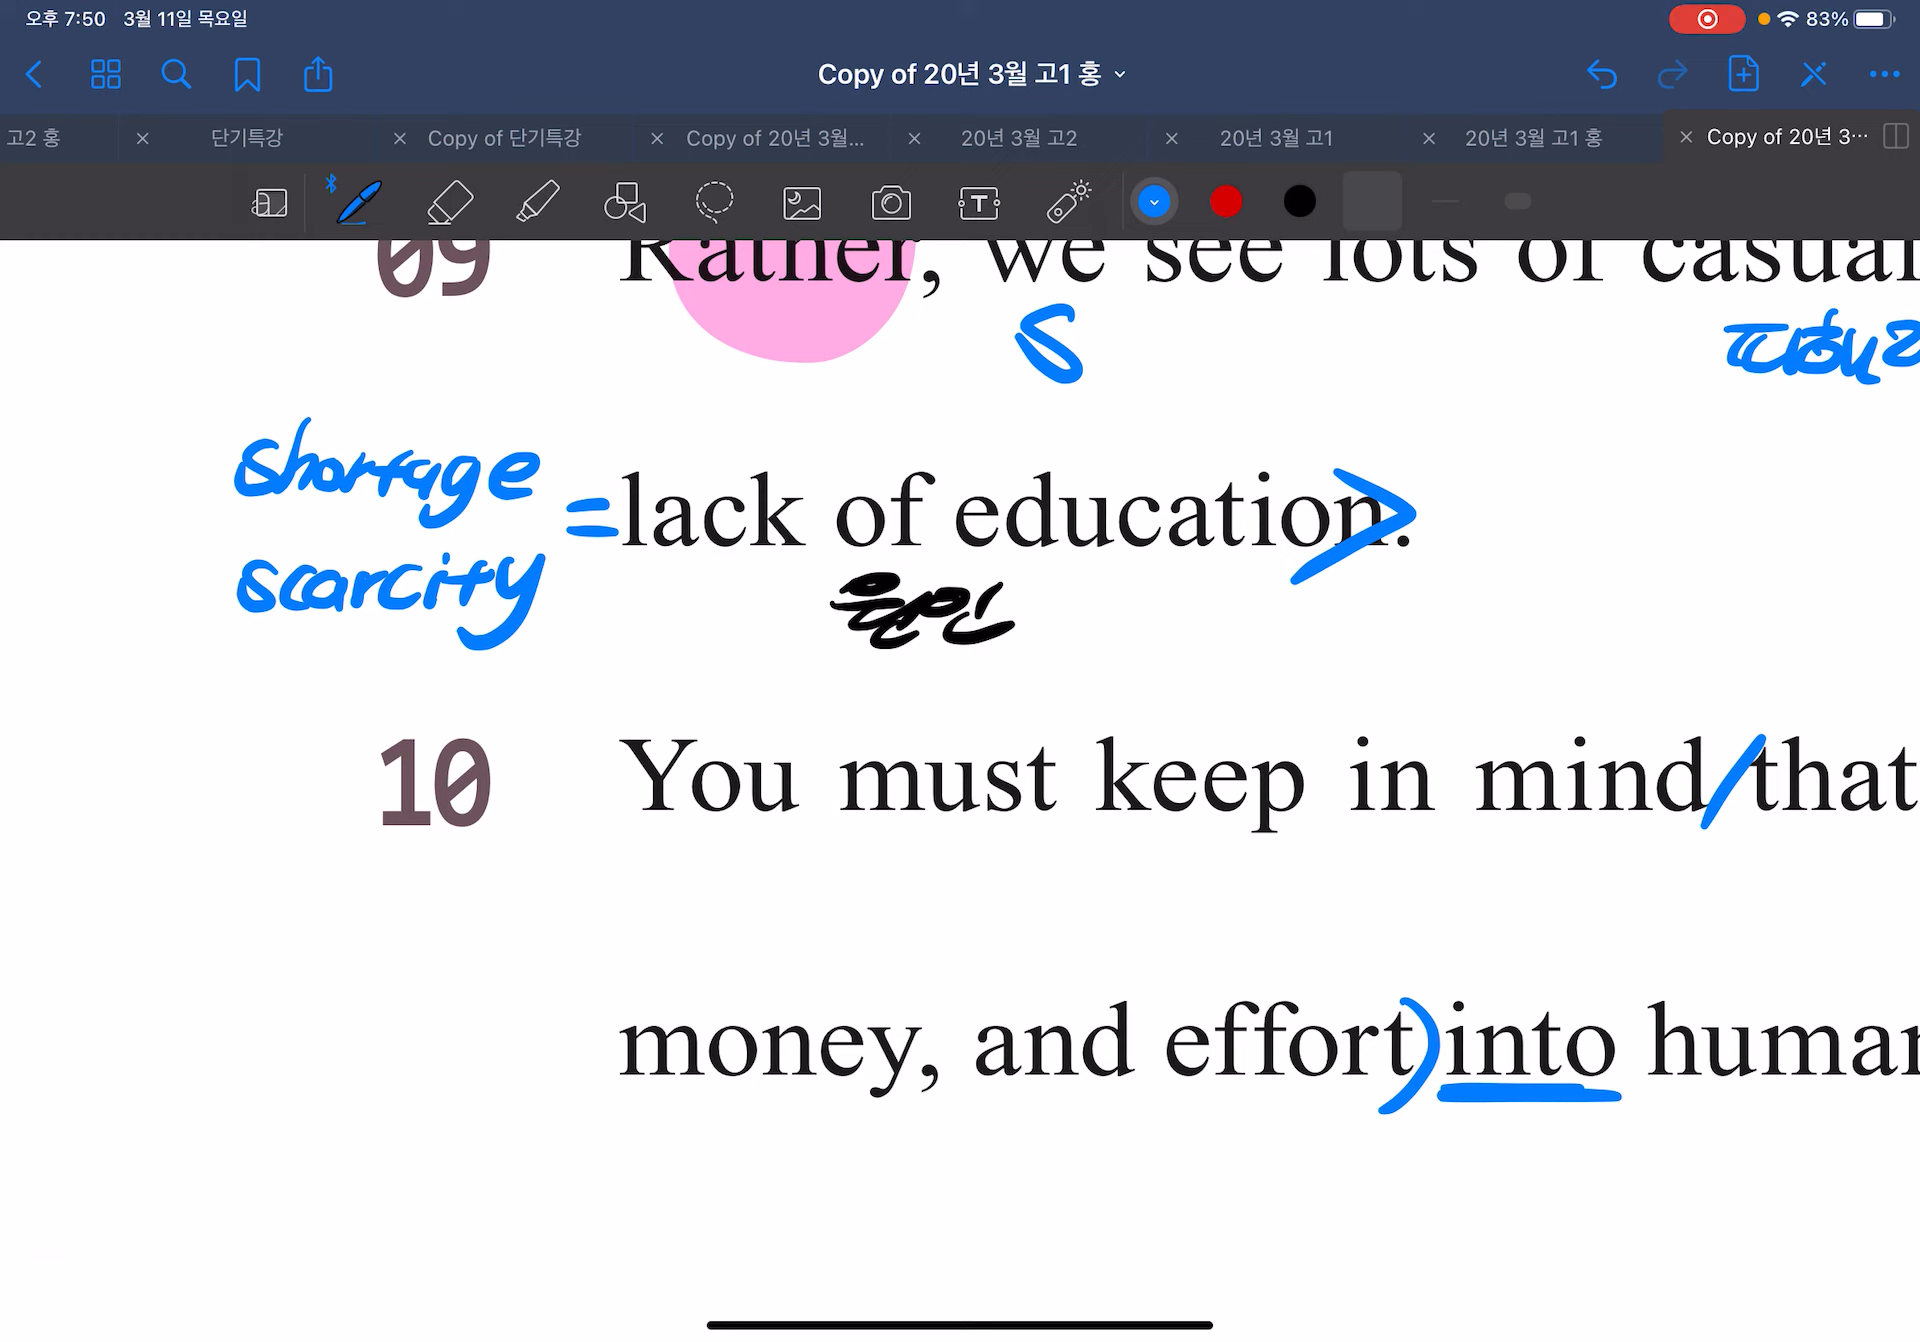 오후 7:50 3월 11일 목요일
83%
Copy of 20년 3월 고1 홍
고2 홍 단기특강 Copy of 단기특강 Copy of 20년 3월... 20년 3월 고2 20년 3월 고1 20년 3월 고1 홍 Copy of 20년 3...
09 Rather, we see lots of casual
S
shortage
= lack of education.
scarcity
원인
10 You must keep in mind / that
money, and effort) into human